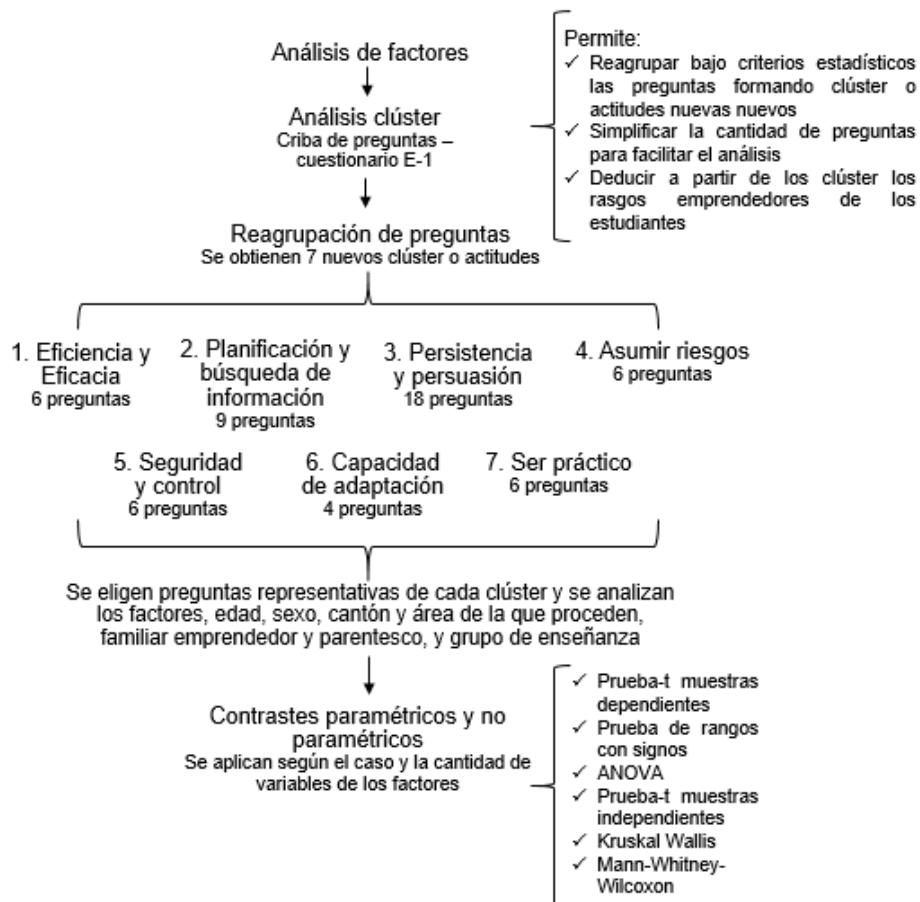 Análisis de factores
Análisis clúster
Criba de preguntas –
cuestionario E-1
Permite:
✓ Reagrupar bajo criterios estadísticos
las preguntas formando clúster o
actitudes nuevas nuevos
✓ Simplificar la cantidad de preguntas
para facilitar el análisis
✓ Deducir a partir de los clúster los
rasgos emprendedores de los
estudiantes
Reagrupación de preguntas
Se obtienen 7 nuevos clúster o actitudes
1. Eficiencia y
Eficacia
6 preguntas
2. Planificación y
búsqueda de
información
9 preguntas
3. Persistencia
y persuasión
18 preguntas
4. Asumir riesgos
6 preguntas
5. Seguridad
y control
6 preguntas
6. Capacidad
de adaptación
4 preguntas
7. Ser práctico
6 preguntas
Se eligen preguntas representativas de cada clúster y se analizan
los factores, edad, sexo, cantón y área de la que proceden,
familiar emprendedor y parentesco, y grupo de enseñanza
Contrastes paramétricos y no
paramétricos
Se aplican según el caso y la cantidad de
variables de los factores
✓ Prueba-t muestras
dependientes
✓ Prueba de rangos
con signos
✓ ANOVA
✓ Prueba-t muestras
independientes
✓ Kruskal Wallis
✓ Mann-Whitney-
Wilcoxon